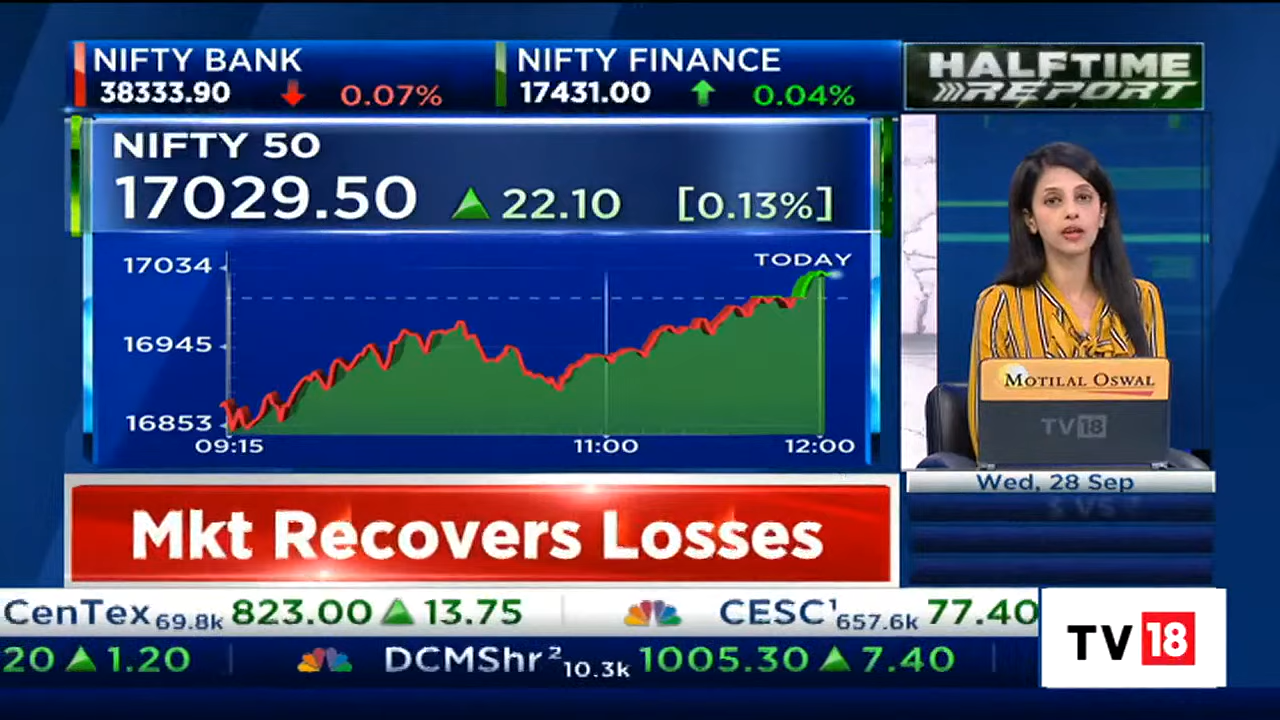 NIFTY BANK
38333.90 0.07%
NIFTY FINANCE
17431.00 0.04%
HALFTIME
REPORT
NIFTY 50
17029.50 22.10 [0.13%]
TODAY
17034
16945
16853
09:15 11:00 12:00
MOTILAL OSWAL
TV18
Wed, 28 Sep
Mkt Recovers Losses
CenTex 69.8k 823.00 13.75 CESC¹ 657.6k 77.40
20 1.20 DCMShr² 10.3k 1005.30 7.40
TV18